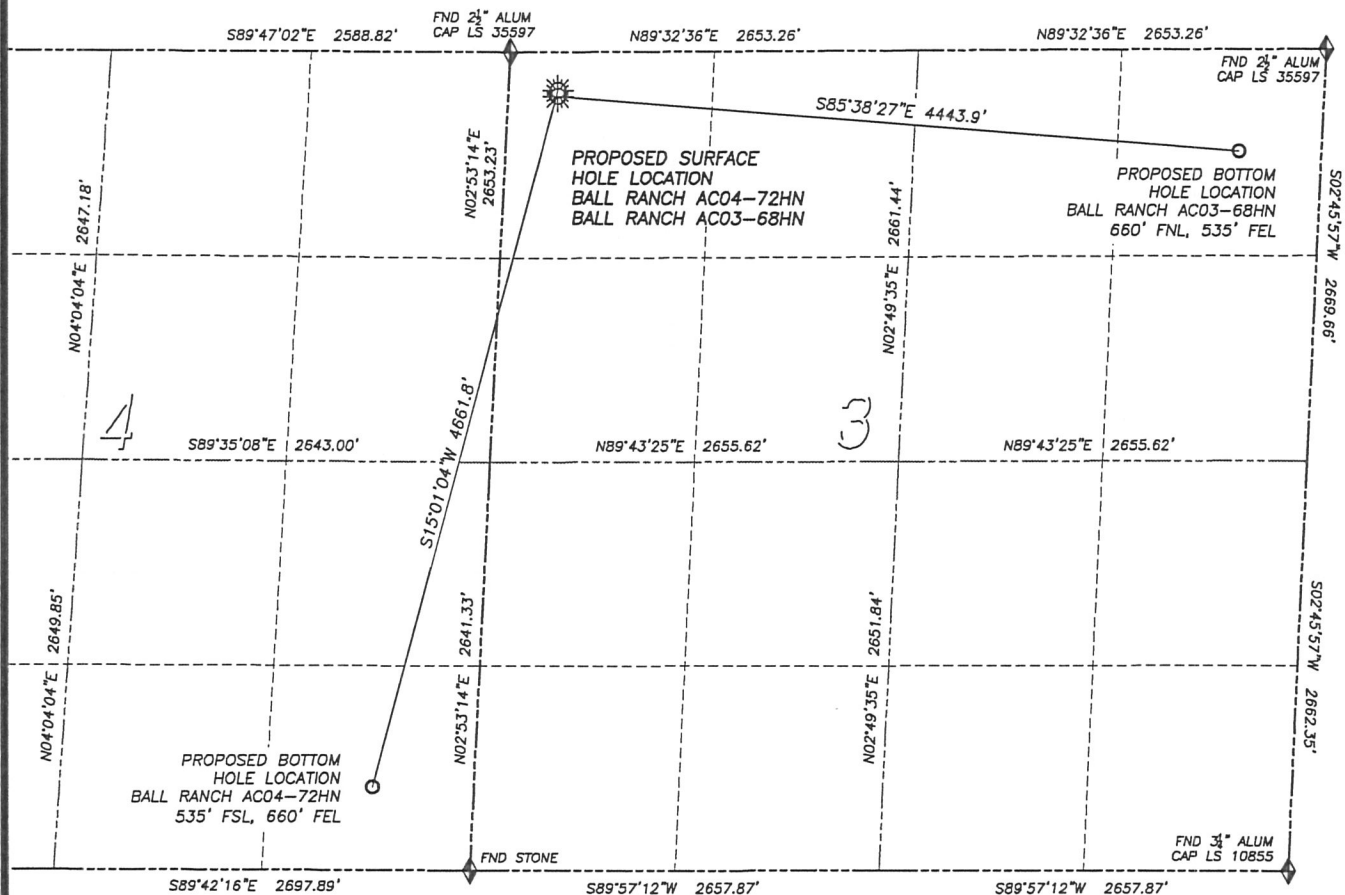 S89°47'02"E 2588.82'
FND 2½" ALUM
CAP LS 35597
N89°32'36"E 2653.26'
N89°32'36"E 2653.26'
FND 2½" ALUM
CAP LS 35597
S85°38'27"E 4443.9'
N02°53'14"E
2653.23'
PROPOSED SURFACE
HOLE LOCATION
BALL RANCH AC04-72HN
BALL RANCH AC03-68HN
PROPOSED BOTTOM
HOLE LOCATION
BALL RANCH AC03-68HN
660' FNL, 535' FEL
N04°04'04"E 2647.18'
N02°49'35"E 2661.44'
S02°45'57"W 2669.66'
4
3
S89°35'08"E 2643.00'
S15°01'04"W 4661.8'
N89°43'25"E 2655.62'
N89°43'25"E 2655.62'
N04°04'04"E 2649.85'
N02°53'14"E 2641.33'
N02°49'35"E 2651.84'
S02°45'57"W 2662.35'
PROPOSED BOTTOM
HOLE LOCATION
BALL RANCH AC04-72HN
535' FSL, 660' FEL
FND STONE
FND 3¼" ALUM
CAP LS 10855
S89°42'16"E 2697.89'
S89°57'12"W 2657.87'
S89°57'12"W 2657.87'